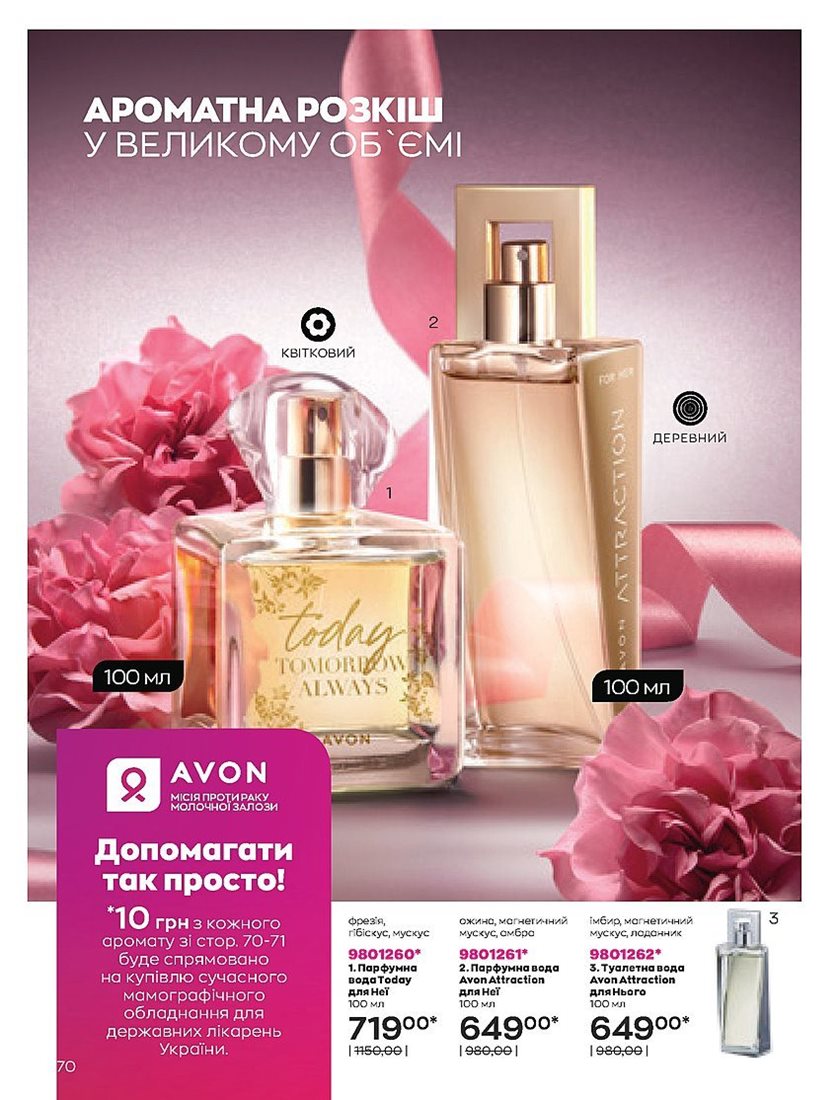 АРОМАТНА РОЗКІШ
У ВЕЛИКОМУ ОБ`ЄМІ
КВІТКОВИЙ
2
FOR HER
ДЕРЕВНИЙ
1
AVON ATTRACTION
today
TOMORROW
ALWAYS
AVON
100 мл
100 мл
AVON
МІСІЯ ПРОТИ РАКУ
МОЛОЧНОЇ ЗАЛОЗИ
Допомагати
так просто!
*10 грн з кожного
аромату зі стор. 70-71
буде спрямовано
на купівлю сучасного
мамографічного
обладнання для
державних лікарень
України.
фрезія,
гібіскус, мускус
9801260*
1. Парфумна
вода Today
для Неї
100 мл
71900*
| 1150,00 |
ожина, магнетичний
мускус, амбра
9801261*
2. Парфумна вода
Avon Attraction
для Неї
100 мл
64900*
| 980,00 |
імбир, магнетичний
мускус, ладанник
9801262*
3. Туалетна вода
Avon Attraction
для Нього
100 мл
64900*
| 980,00 |
3
70